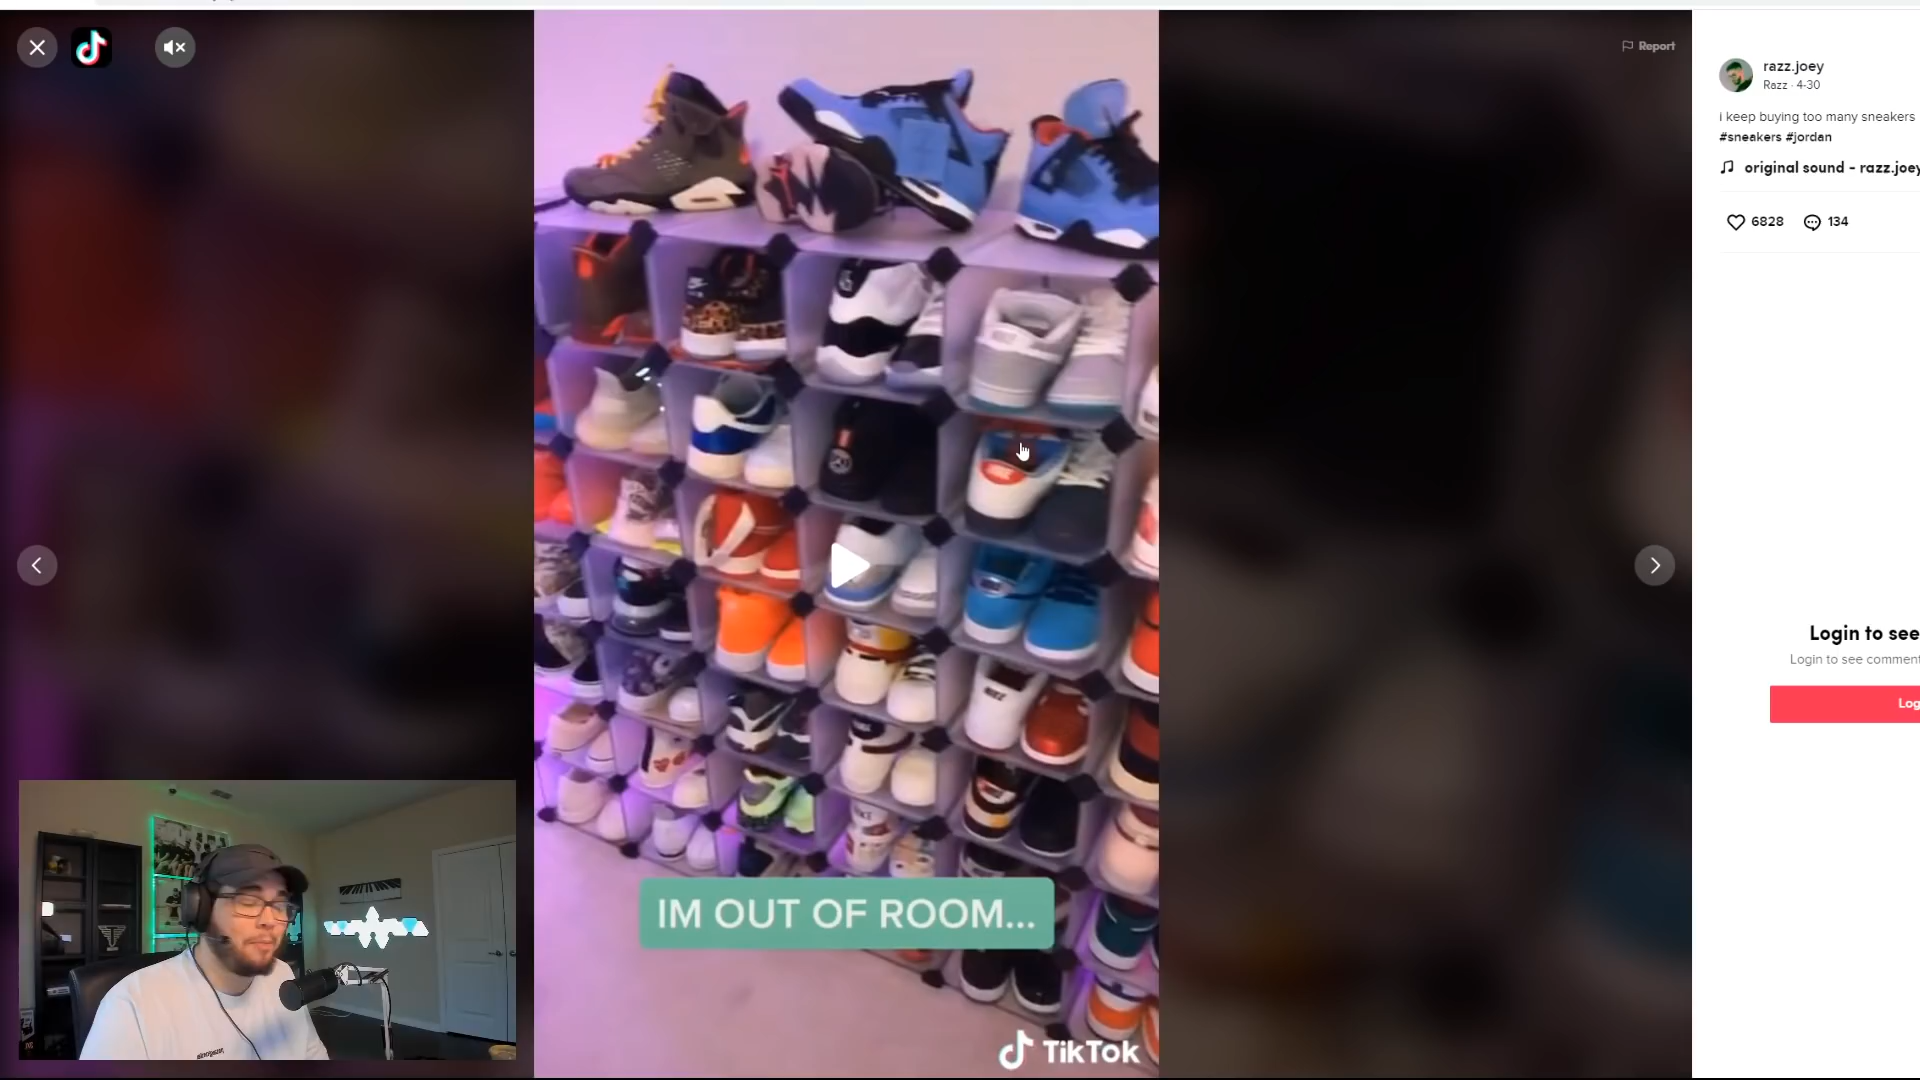 Report
razz.joey
Razz · 4-30
i keep buying too many sneakers
#sneakers #jordan
original sound - razz.joey
6828
134
Login to see
Login to see comment
Log
IM OUT OF ROOM...
TikTok